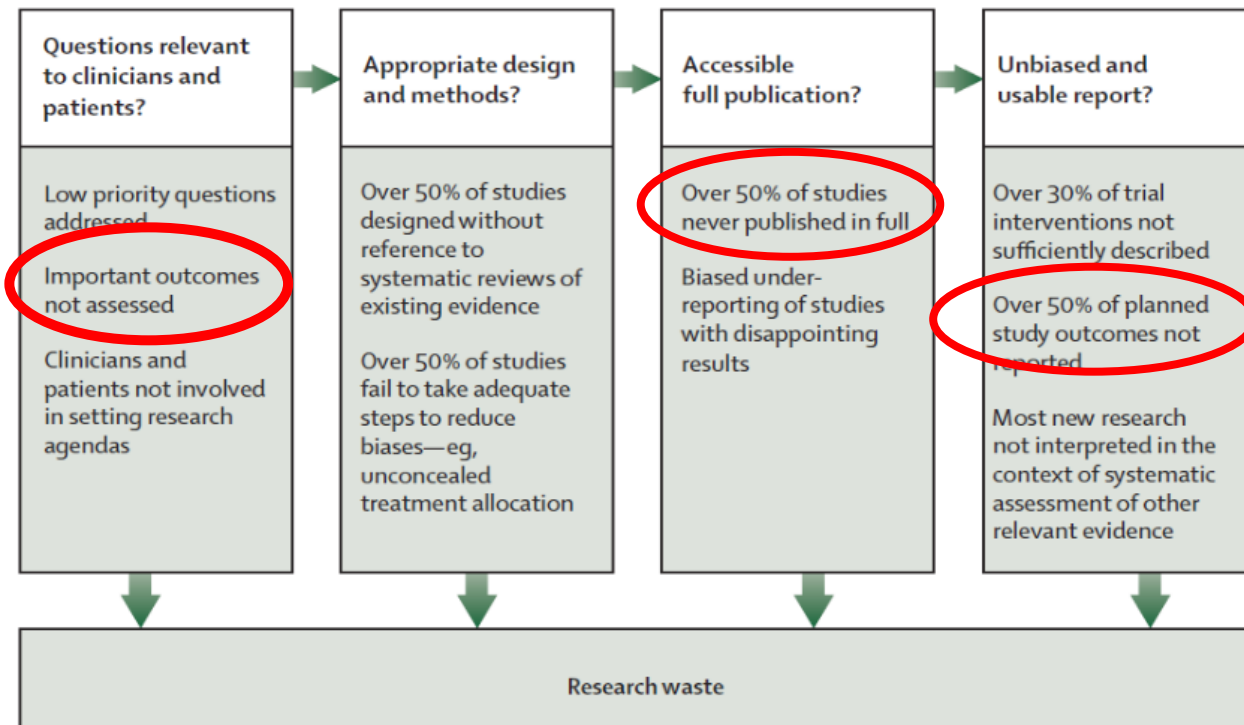 Questions relevant
to clinicians and
patients?
Low priority questions
addressed
Important outcomes
not assessed
Clinicians and
patients not involved
in setting research
agendas
Appropriate design
and methods?
Over 50% of studies
designed without
reference to
systematic reviews of
existing evidence
Over 50% of studies
fail to take adequate
steps to reduce
biases—eg,
unconcealed
treatment allocation
Accessible
full publication?
Over 50% of studies
never published in full
Biased under-
reporting of studies
with disappointing
results
Unbiased and
usable report?
Over 30% of trial
interventions not
sufficiently described
Over 50% of planned
study outcomes not
reported
Most new research
not interpreted in the
context of systematic
assessment of other
relevant evidence
Research waste